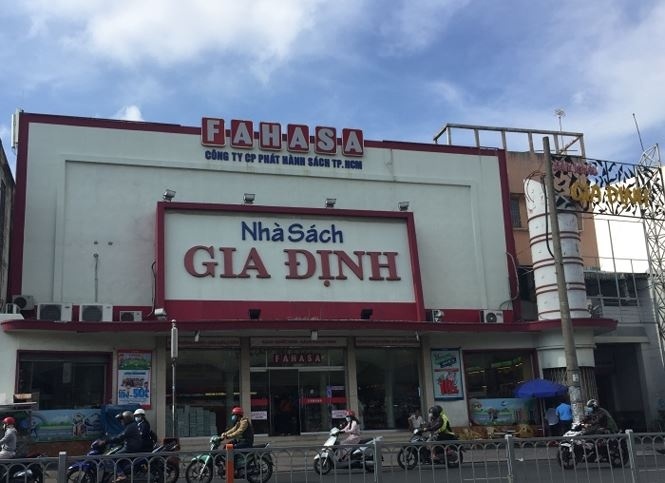 FAHASA
CÔNG TY CP PHÁT HÀNH SÁCH TP.HCM
Nhà Sách
GIA ĐỊNH
FAHASA